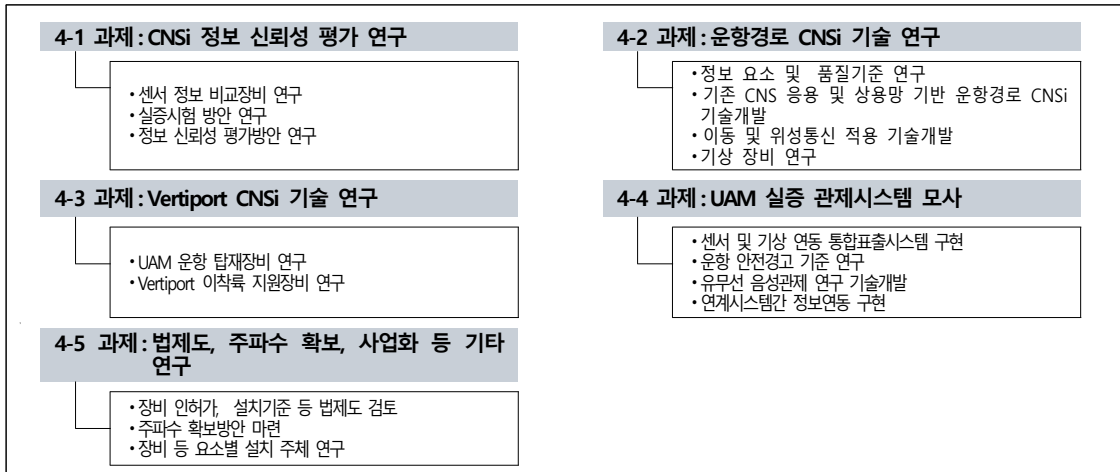 4-1 과제 : CNSi 정보 신뢰성 평가 연구
• 센서 정보 비교장비 연구
• 실증시험 방안 연구
• 정보 신뢰성 평가방안 연구
4-2 과제 : 운항경로 CNSi 기술 연구
• 정보 요소 및 품질기준 연구
• 기존 CNS 응용 및 상용망 기반 운항경로 CNSi
기술개발
• 이동 및 위성통신 적용 기술개발
• 기상 장비 연구
4-3 과제 : Vertiport CNSi 기술 연구
• UAM 운항 탑재장비 연구
• Vertiport 이착륙 지원장비 연구
4-4 과제 : UAM 실증 관제시스템 모사
• 센서 및 기상 연동 통합표출시스템 구현
• 운항 안전경고 기준 연구
• 유무선 음성관제 연구 기술개발
• 연계시스템간 정보연동 구현
4-5 과제 : 법제도, 주파수 확보, 사업화 등 기타
연구
• 장비 인허가, 설치기준 등 법제도 검토
• 주파수 확보방안 마련
• 장비 등 요소별 설치 주체 연구